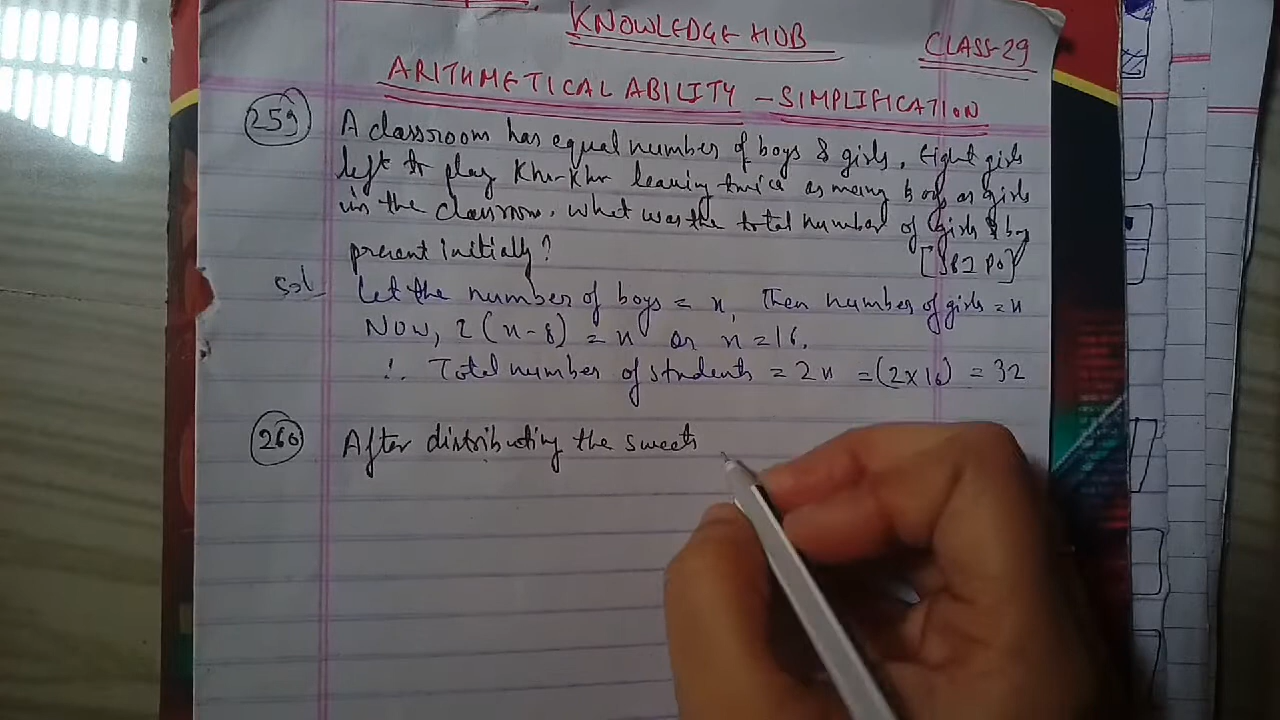 KNOWLEDGE HUB
CLASS-29
ARITHMETICAL ABILITY - SIMPLIFICATION
259 A classroom has equal number of boys & girls. Eight girls
left to play Kho-Kho leaving twice as many boys as girls
in the classroom. What was the total number of girls & boys
present initially? [SBI PO]
Sol. Let the number of boys = x, Then number of girls = x
NOW, 2(x-8) = x or x = 16.
∴ Total number of students = 2x = (2×16) = 32
260 After distributing the sweets